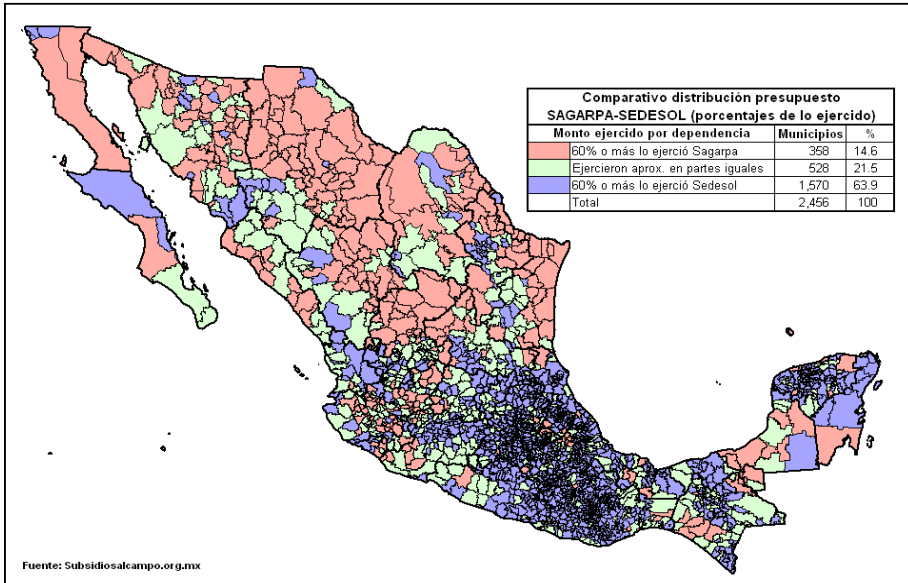 Comparativo distribución presupuesto
SAGARPA-SEDESOL (porcentajes de lo ejercido)
Monto ejercido por dependencia Municipios %
60% o más lo ejerció Sagarpa 358 14.6
Ejercieron aprox. en partes iguales 528 21.5
60% o más lo ejerció Sedesol 1,570 63.9
Total 2,456 100
Fuente: Subsidiosalcampo.org.mx